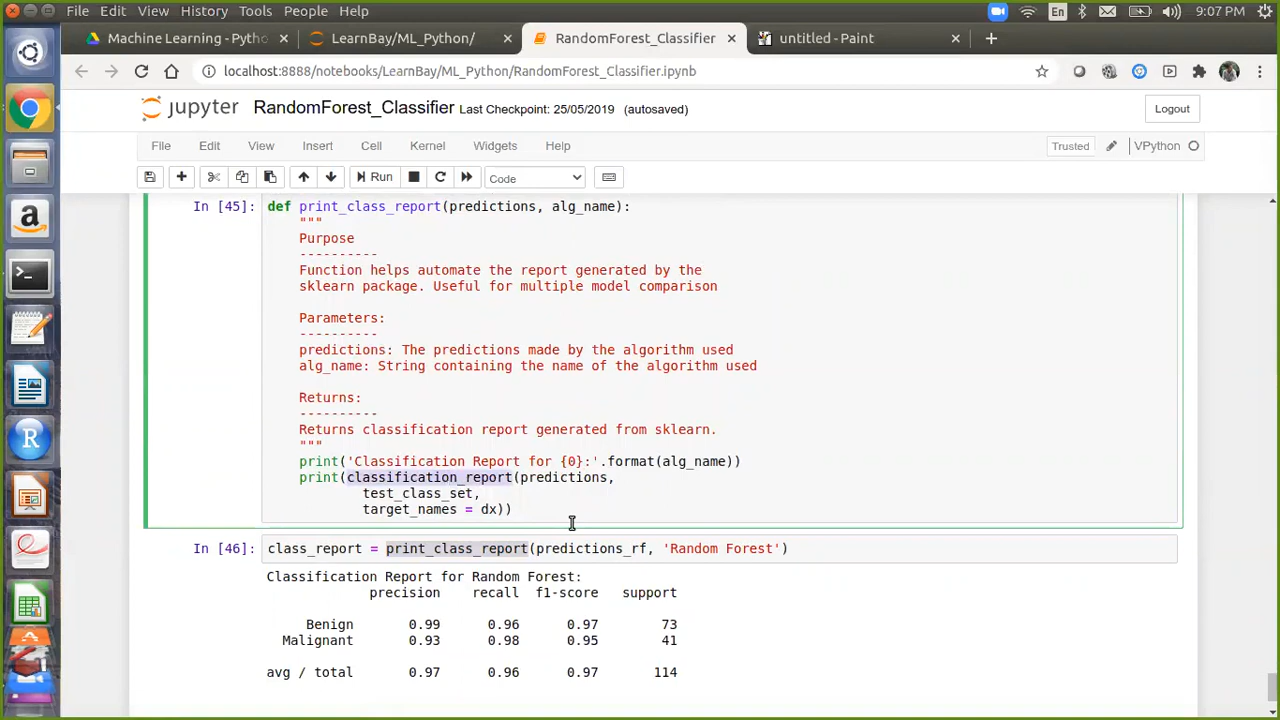 File Edit View History Tools People Help
En
9:07 PM
Machine Learning - Pytho
LearnBay/ML_Python/
RandomForest_Classifier
untitled - Paint
localhost:8888/notebooks/LearnBay/ML_Python/RandomForest_Classifier.ipynb
jupyter RandomForest_Classifier Last Checkpoint: 25/05/2019 (autosaved)
Logout
File Edit View Insert Cell Kernel Widgets Help
Trusted
VPython
Run
Code
In [45]: def print_class_report(predictions, alg_name):
"""
Purpose
----------
Function helps automate the report generated by the
sklearn package. Useful for multiple model comparison
Parameters:
----------
predictions: The predictions made by the algorithm used
alg_name: String containing the name of the algorithm used
Returns:
----------
Returns classification report generated from sklearn.
"""
print('Classification Report for {0}:'.format(alg_name))
print(classification_report(predictions,
test_class_set,
target_names = dx))
In [46]: class_report = print_class_report(predictions_rf, 'Random Forest')
Classification Report for Random Forest:
precision recall f1-score support
Benign 0.99 0.96 0.97 73
Malignant 0.93 0.98 0.95 41
avg / total 0.97 0.96 0.97 114